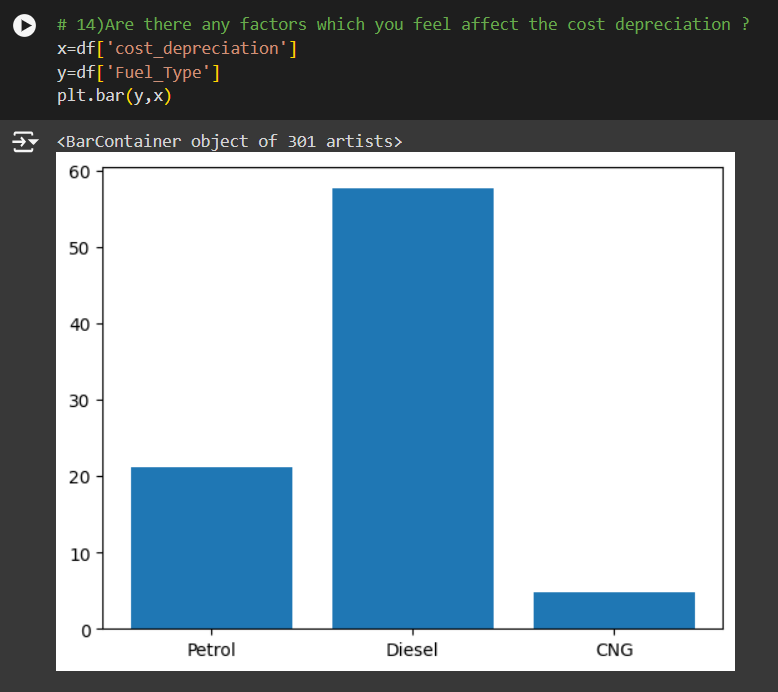 # 14)Are there any factors which you feel affect the cost depreciation ?
x=df['cost_depreciation']
y=df['Fuel_Type']
plt.bar(y,x)
<BarContainer object of 301 artists>
60
50
40
30
20
10
0
Petrol Diesel CNG